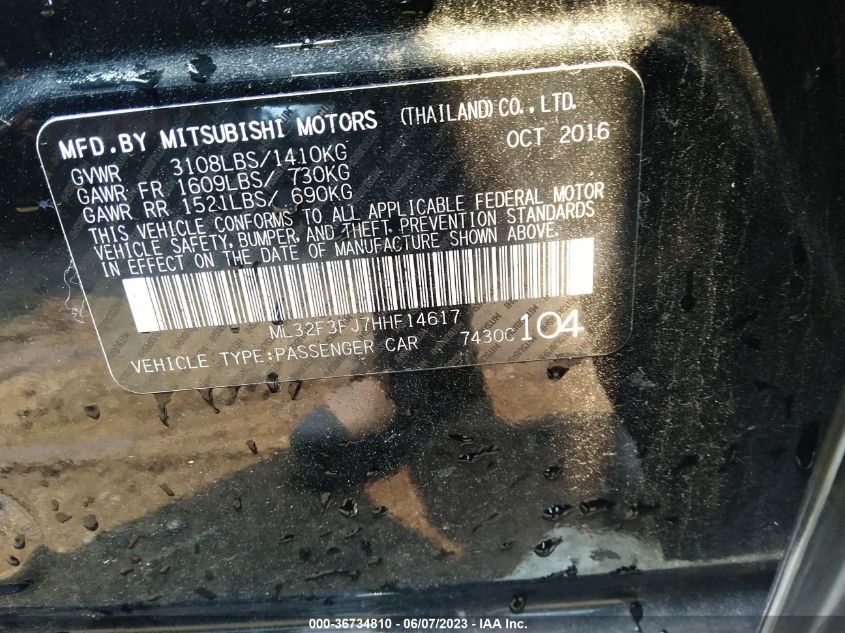 MFD.BY MITSUBISHI MOTORS (THAILAND)CO.,LTD.
OCT 2016
GVWR 3108LBS/1410KG
GAWR FR 1609LBS/ 730KG
GAWR RR 1521LBS/ 690KG
THIS VEHICLE CONFORMS TO ALL APPLICABLE FEDERAL MOTOR
VEHICLE SAFETY, BUMPER, AND THEFT PREVENTION STANDARDS
IN EFFECT ON THE DATE OF MANUFACTURE SHOWN ABOVE.
ML32F3FJ7HHF14617
VEHICLE TYPE:PASSENGER CAR 7430C 104
000-36734810 - 06/07/2023 - IAA Inc.